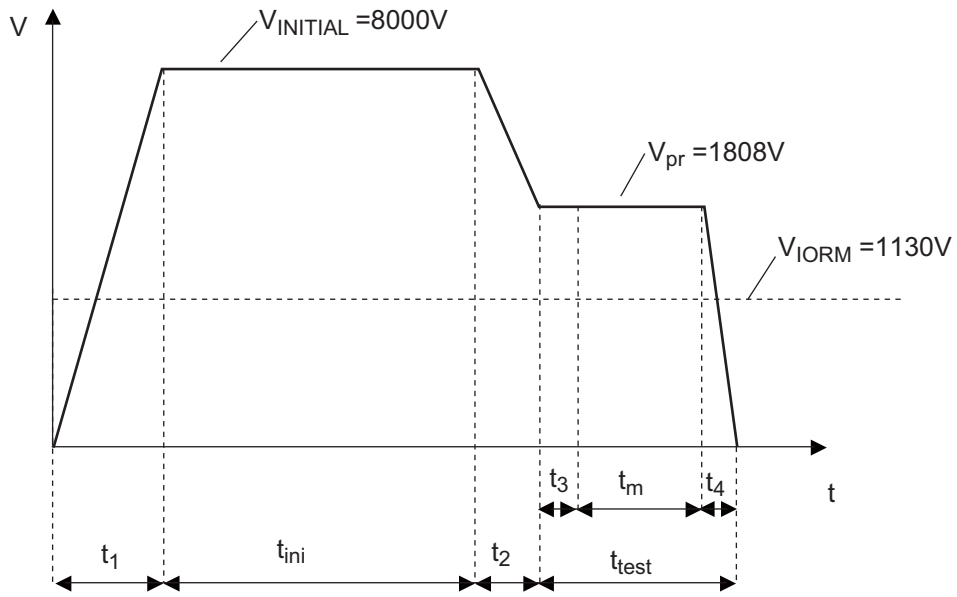 V
V_INITIAL =8000V
V_pr =1808V
V_IORM =1130V
t_3
t_m
t_4
t
t_1
t_ini
t_2
t_test